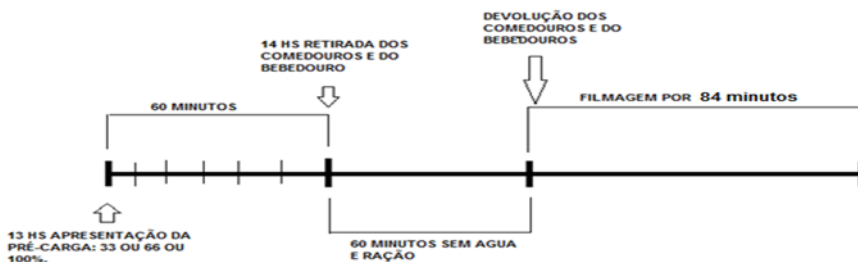 DEVOLUÇÃO DOS
COMEDOUROS E DO
BEBEDOUROS
14 HS RETIRADA DOS
COMEDOUROS E DO
BEBEDOURO
FILMAGEM POR 84 minutos
60 MINUTOS
13 HS APRESENTAÇÃO DA
PRÉ-CARGA: 33 OU 66 OU
100%.
60 MINUTOS SEM AGUA
E RAÇÃO